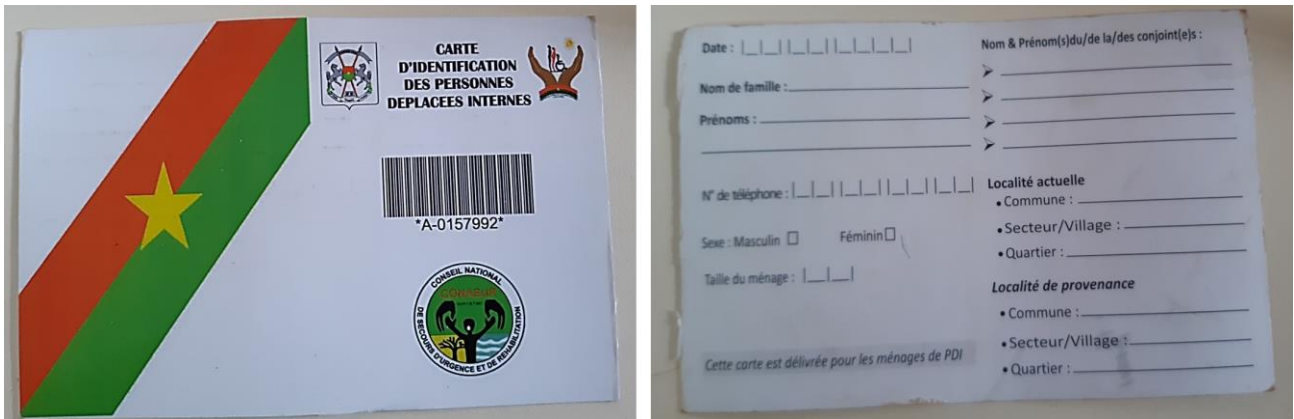 CARTE
D'IDENTIFICATION
DES PERSONNES
DEPLACEES INTERNES
*A-0157992*
CONSEIL NATIONAL
CONASUR
DE SECOURS D'URGENCE ET DE REHABILITATION
Date :
Nom de famille :
Prénoms :
N° de téléphone :
Sexe : Masculin Féminin
Taille du ménage :
Cette carte est délivrée pour les ménages de PDI
Nom & Prénom(s)du/de la/des conjoint(e)s :
Localité actuelle
• Commune :
• Secteur/Village :
• Quartier :
Localité de provenance
• Commune :
• Secteur/Village :
• Quartier :